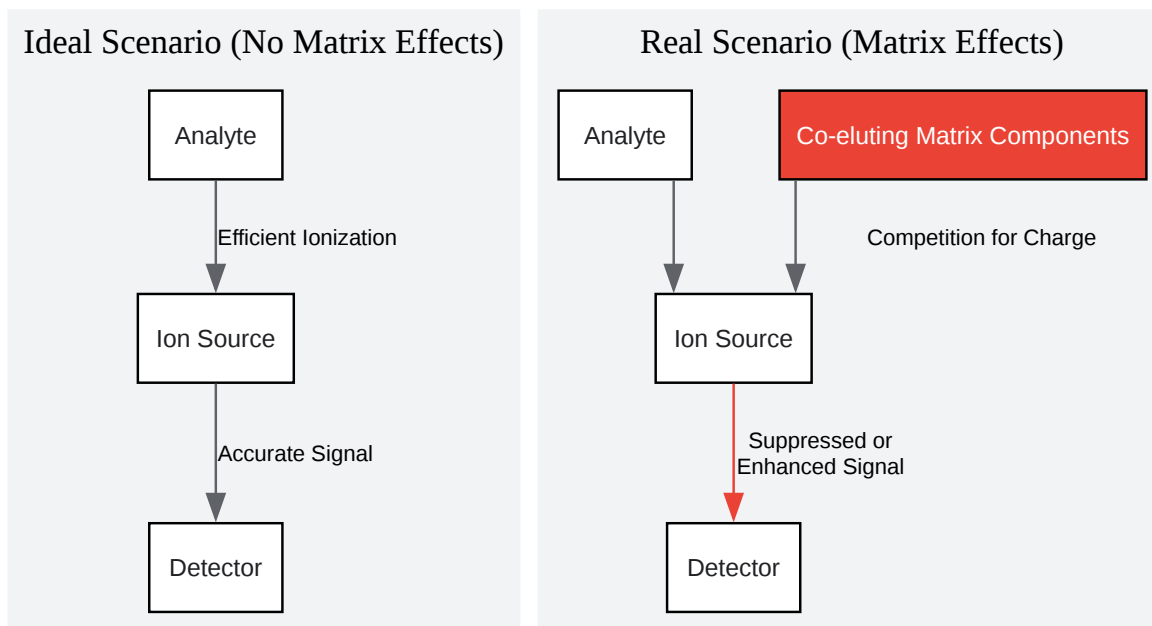 Ideal Scenario (No Matrix Effects)
Analyte
Efficient Ionization
Ion Source
Accurate Signal
Detector
Real Scenario (Matrix Effects)
Analyte
Co-eluting Matrix Components
Competition for Charge
Ion Source
Suppressed or
Enhanced Signal
Detector